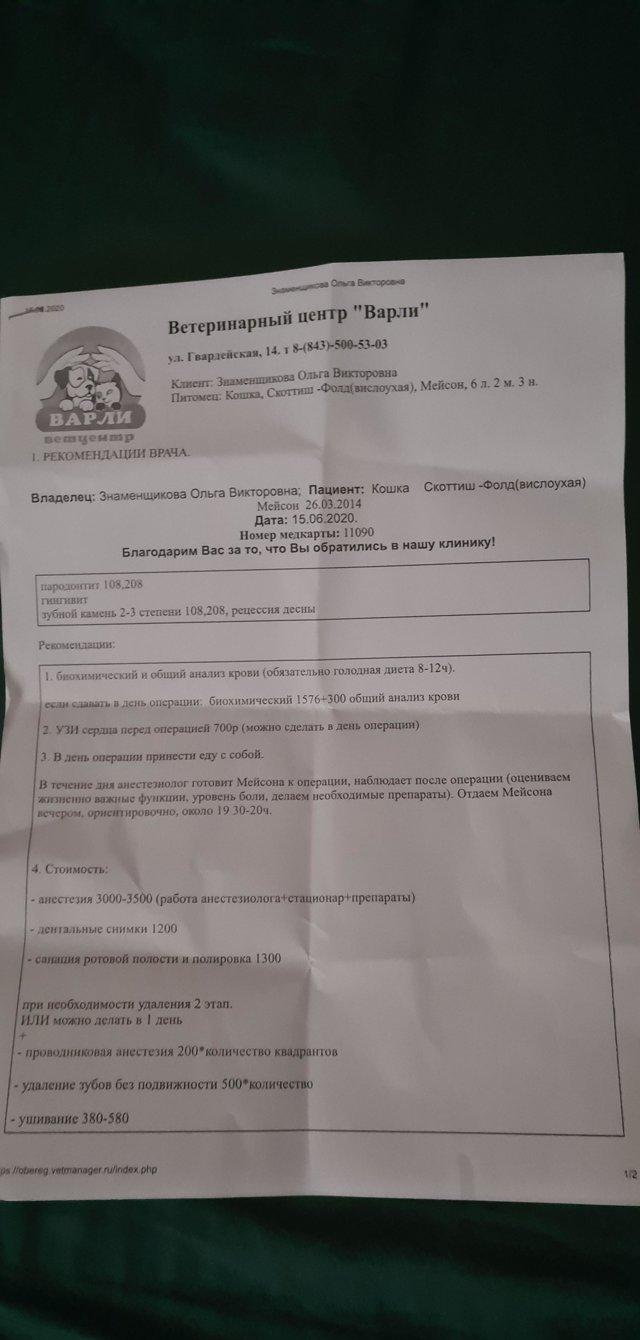 Знаменщикова Ольга Викторовна
.2020
Ветеринарный центр "Варли"
ул. Гвардейская, 14. т 8-(843)-500-53-03
Клиент: Знаменщикова Ольга Викторовна
Питомец: Кошка, Скоттиш -Фолд(вислоухая), Мейсон, 6 л. 2 м. 3 н.
ВАРЛИ
ветцентр
1. РЕКОМЕНДАЦИИ ВРАЧА.
Владелец: Знаменщикова Ольга Викторовна; Пациент: Кошка Скоттиш -Фолд(вислоухая)
Мейсон 26.03.2014
Дата: 15.06.2020.
Номер медкарты: 11090
Благодарим Вас за то, что Вы обратились в нашу клинику!
пародонтит 108,208
гингивит
зубной камень 2-3 степени 108,208, рецессия десны
Рекомендации:
1. биохимический и общий анализ крови (обязательно голодная диета 8-12ч).
если сдавать в день операции: биохимический 1576+300 общий анализ крови
2. УЗИ сердца перед операцией 700р (можно сделать в день операции)
3. В день операции принести еду с собой.
В течение дня анестезиолог готовит Мейсона к операции, наблюдает после операции (оцениваем
жизненно важные функции, уровень боли, делаем необходимые препараты). Отдаем Мейсона
вечером, ориентировочно, около 19 30-20ч.
4. Стоимость:
- анестезия 3000-3500 (работа анестезиолога+стационар+препараты)
- дентальные снимки 1200
- санация ротовой полости и полировка 1300
при необходимости удаления 2 этап.
ИЛИ можно делать в 1 день
+
- проводниковая анестезия 200*количество квадрантов
- удаление зубов без подвижности 500*количество
- ушивание 380-580
ps://obereg.vetmanager.ru/index.php
1/2